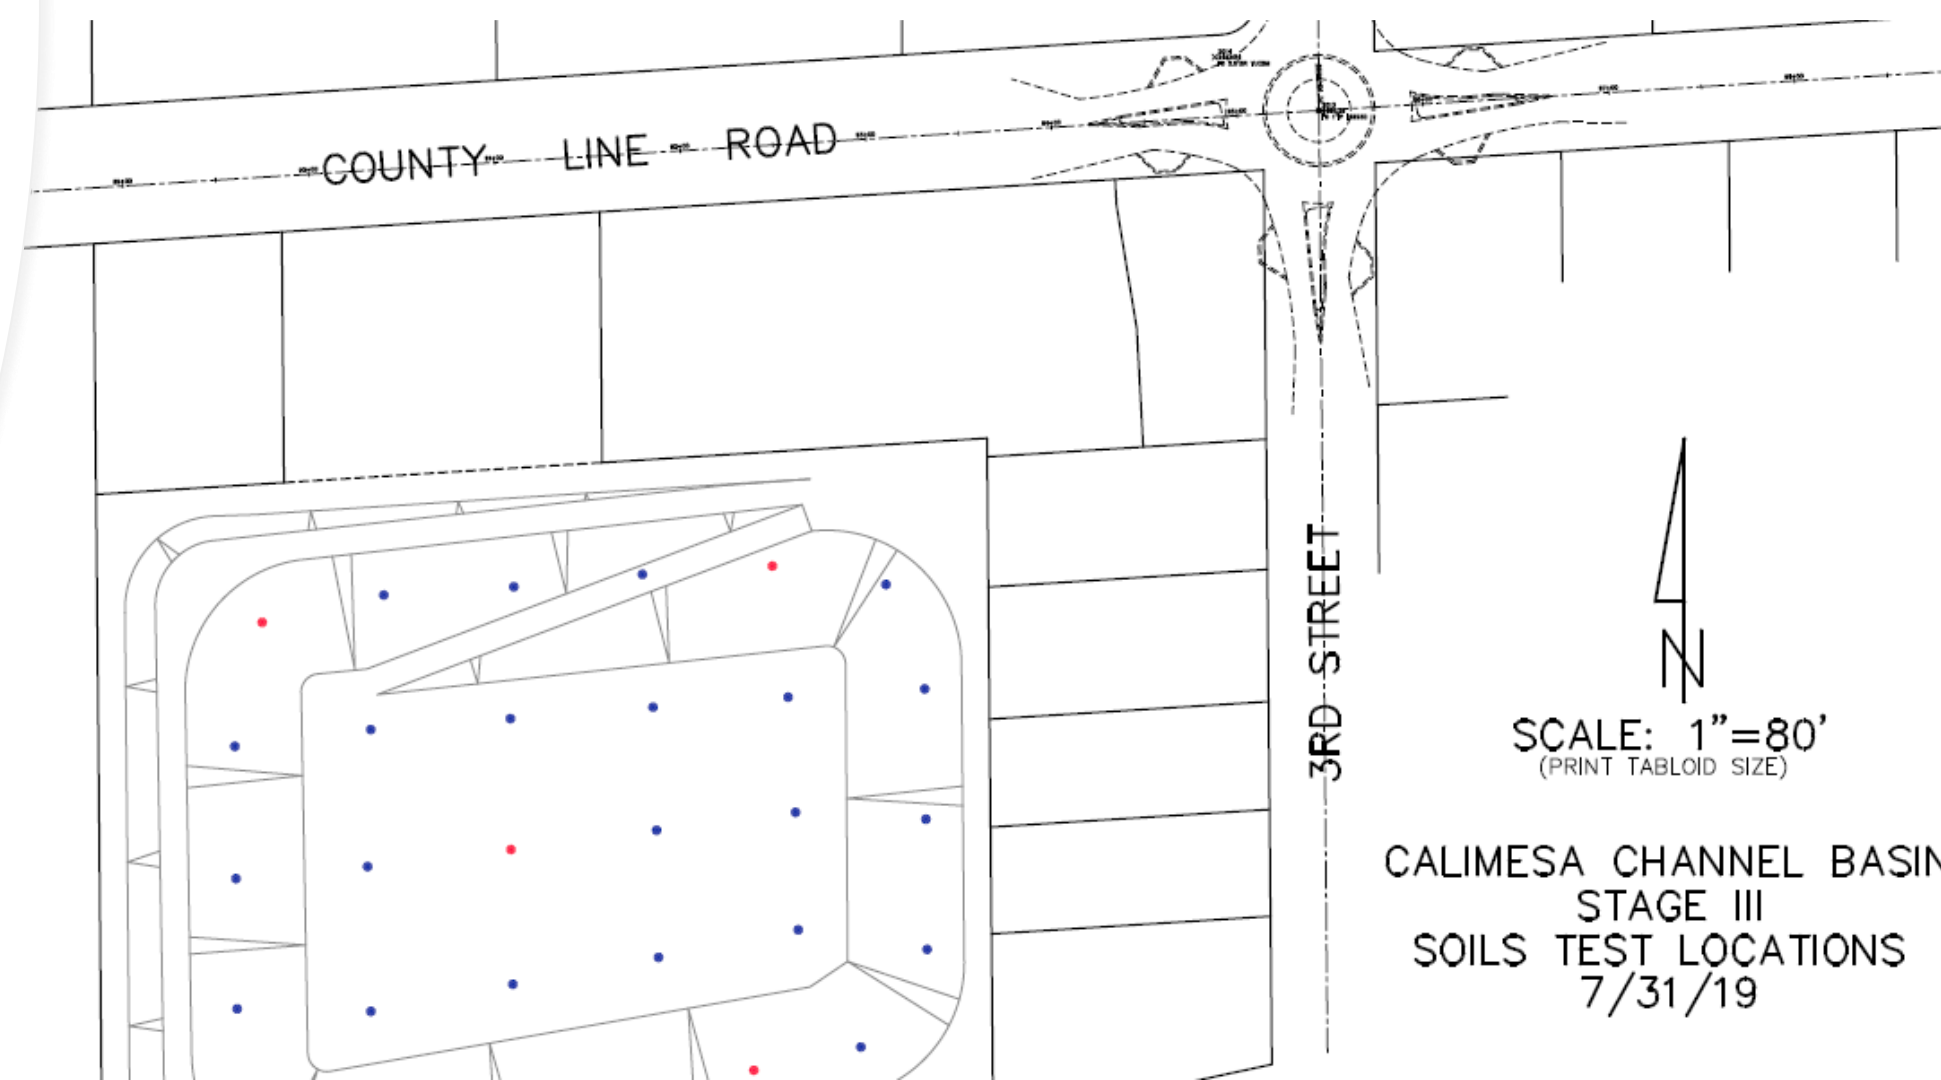 COUNTY LINE ROAD
3RD STREET
N
SCALE: 1"=80'
(PRINT TABLOID SIZE)
CALIMESA CHANNEL BASIN
STAGE III
SOILS TEST LOCATIONS
7/31/19